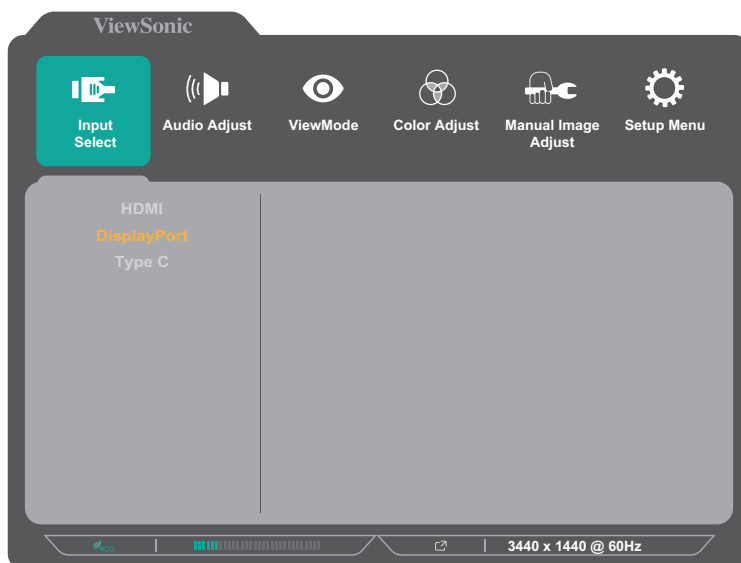 ViewSonic
Input
Select
Audio Adjust
ViewMode
Color Adjust
Manual Image
Adjust
Setup Menu
HDMI
DisplayPort
Type C
3440 x 1440 @ 60Hz